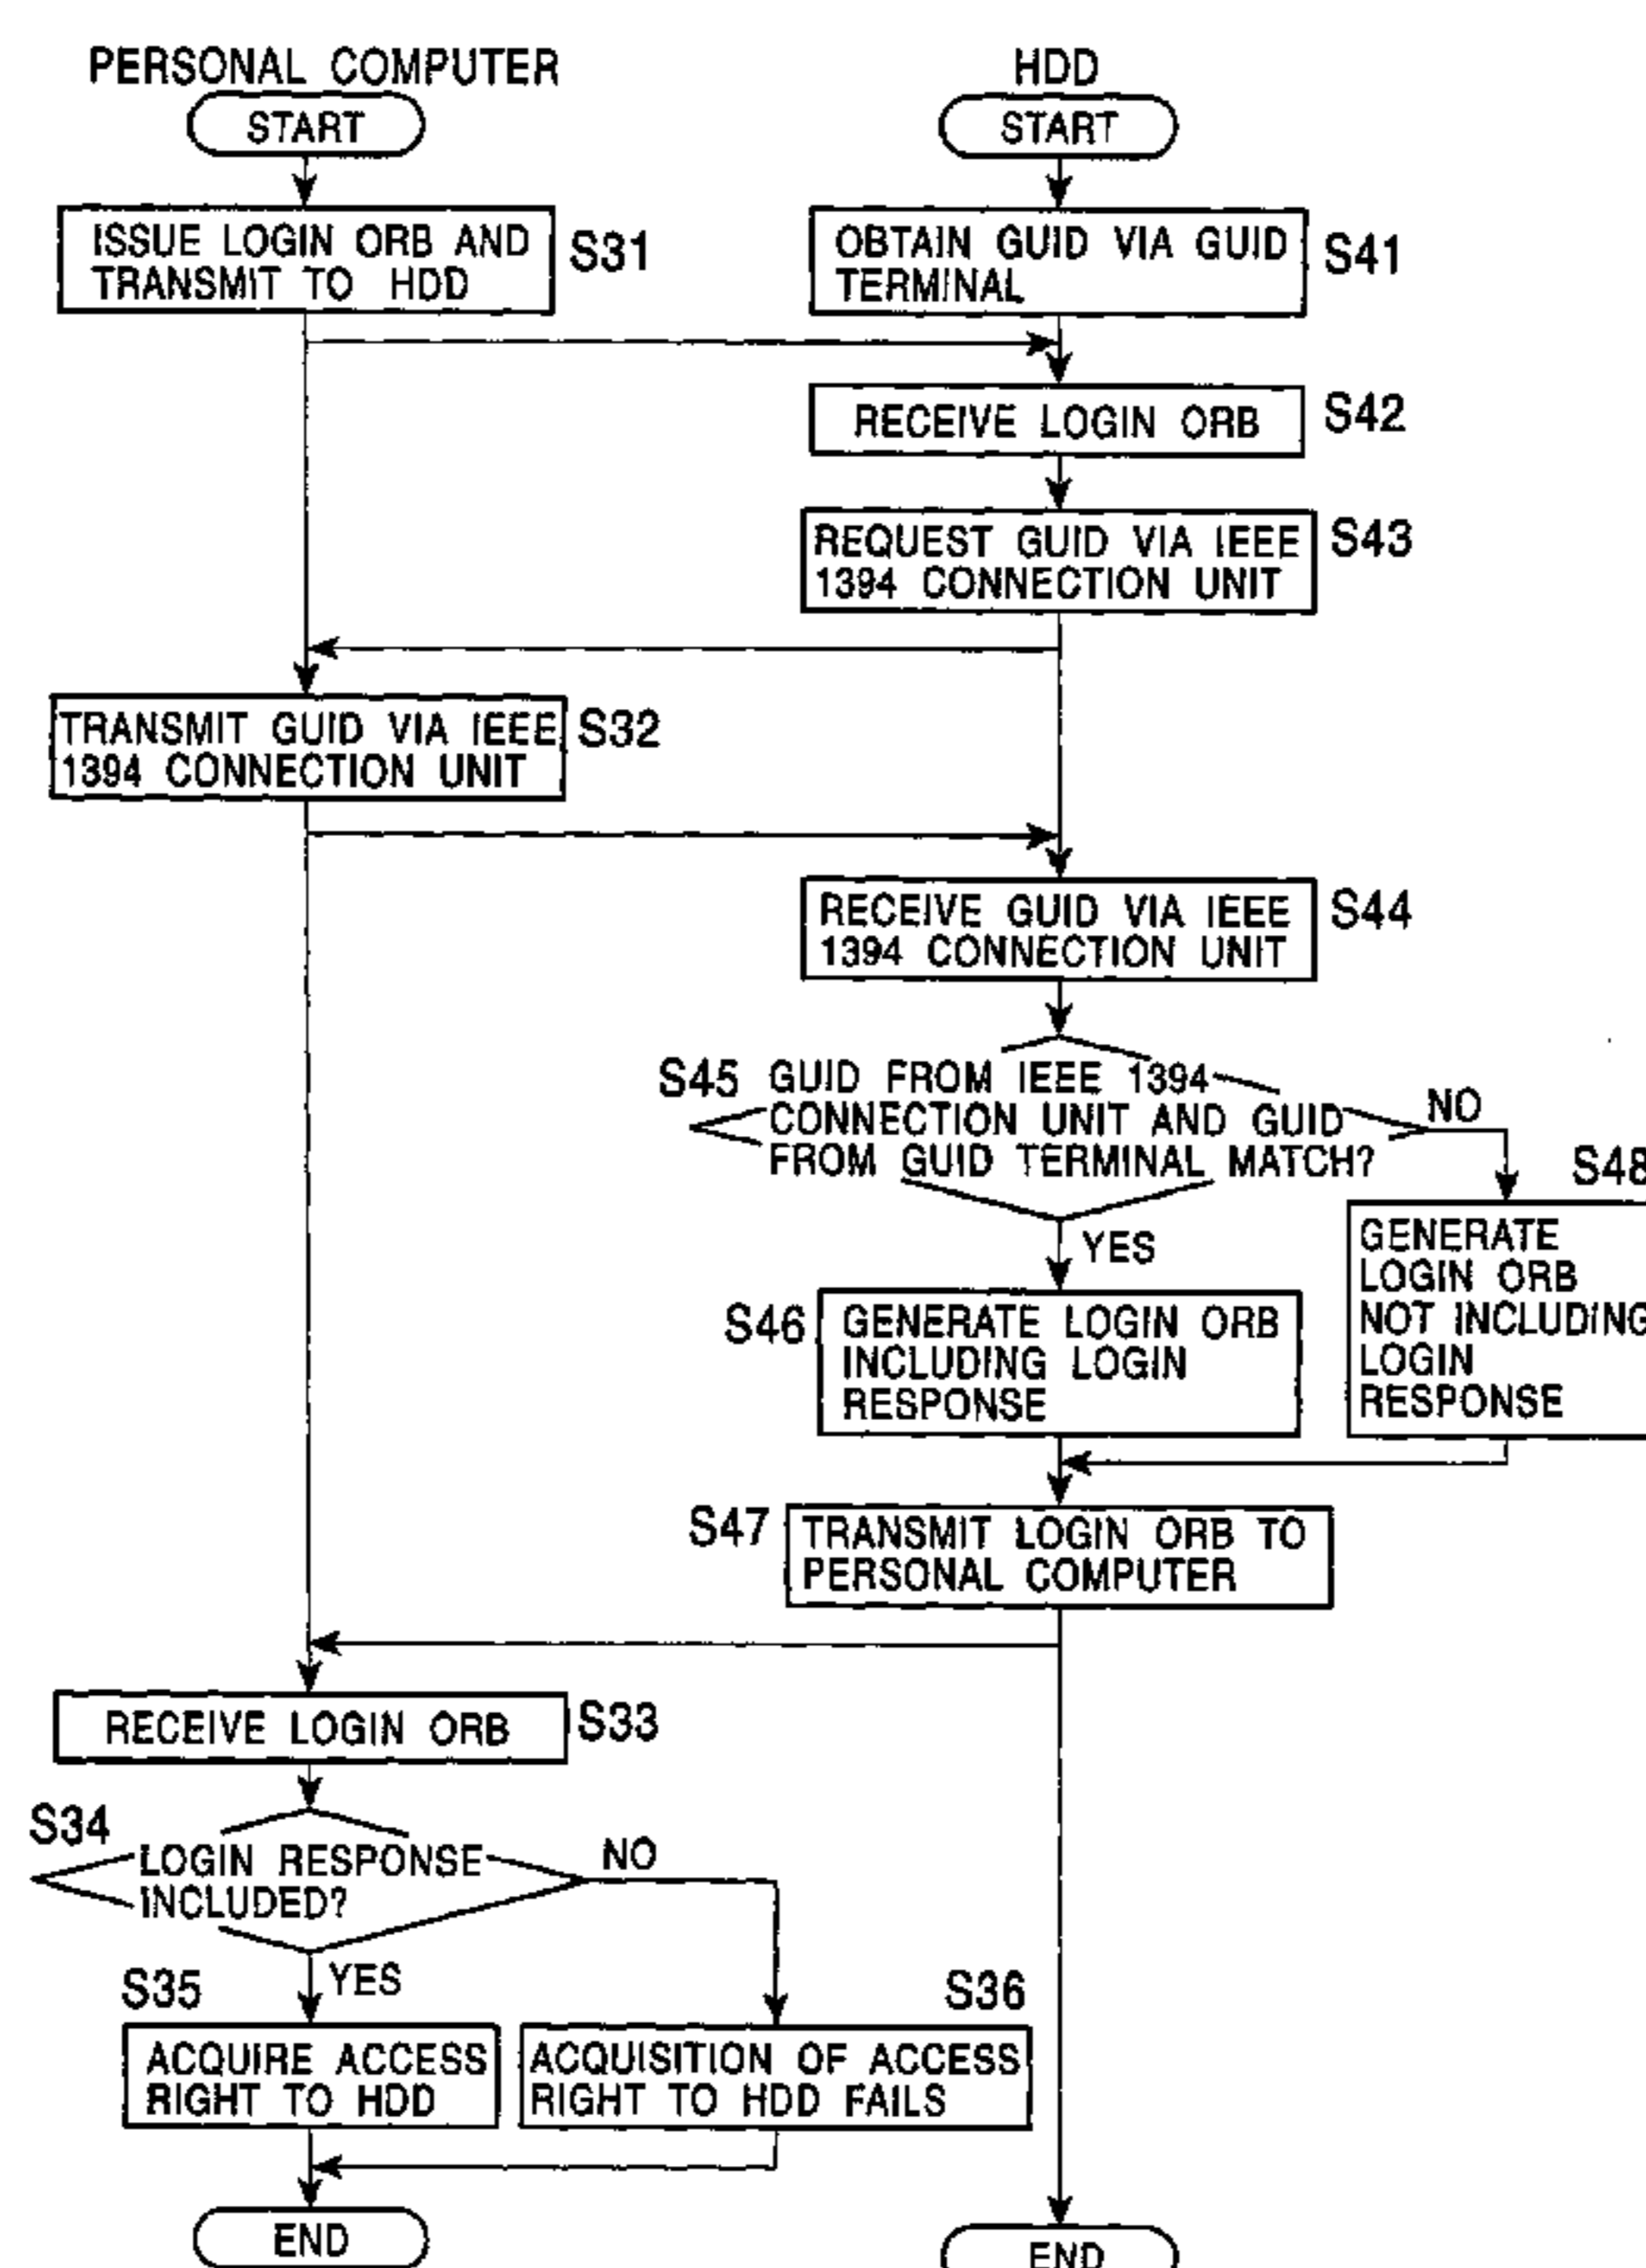 PERSONAL COMPUTER
HDD
START
START
ISSUE LOGIN ORB AND
TRANSMIT TO HDD
S31
OBTAIN GUID VIA GUID
TERMINAL
S41
RECEIVE LOGIN ORB
S42
REQUEST GUID VIA IEEE
1394 CONNECTION UNIT
S43
TRANSMIT GUID VIA IEEE
1394 CONNECTION UNIT
S32
RECEIVE GUID VIA IEEE
1394 CONNECTION UNIT
S44
S45
GUID FROM IEEE 1394
CONNECTION UNIT AND GUID
FROM GUID TERMINAL MATCH?
NO
YES
S48
GENERATE
LOGIN ORB
NOT INCLUDING
LOGIN
RESPONSE
S46
GENERATE LOGIN ORB
INCLUDING LOGIN
RESPONSE
S47
TRANSMIT LOGIN ORB TO
PERSONAL COMPUTER
RECEIVE LOGIN ORB
S33
S34
LOGIN RESPONSE
INCLUDED?
NO
YES
S35
ACQUIRE ACCESS
RIGHT TO HDD
S36
ACQUISITION OF ACCESS
RIGHT TO HDD FAILS
END
END